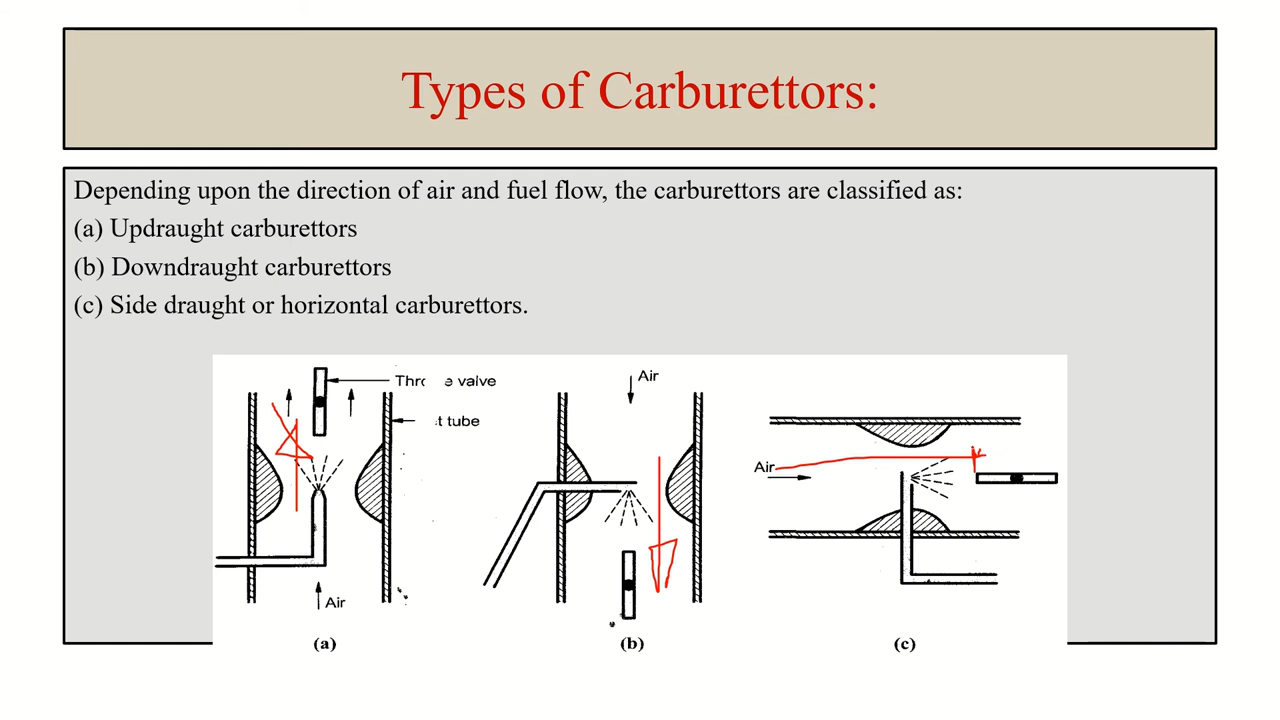 Types of Carburettors:
Depending upon the direction of air and fuel flow, the carburettors are classified as:
(a) Updraught carburettors
(b) Downdraught carburettors
(c) Side draught or horizontal carburettors.
valve
tube
Air
Air
Air
(a)
(b)
(c)